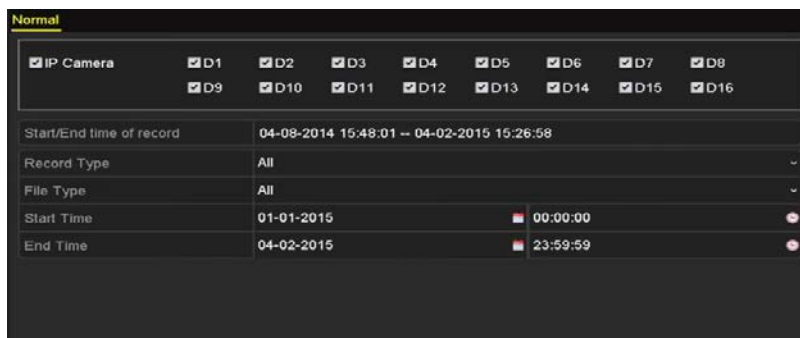 Normal
IP Camera D1 D2 D3 D4 D5 D6 D7 D8
D9 D10 D11 D12 D13 D14 D15 D16
Start/End time of record 04-08-2014 15:48:01 -- 04-02-2015 15:26:58
Record Type All
File Type All
Start Time 01-01-2015 00:00:00
End Time 04-02-2015 23:59:59